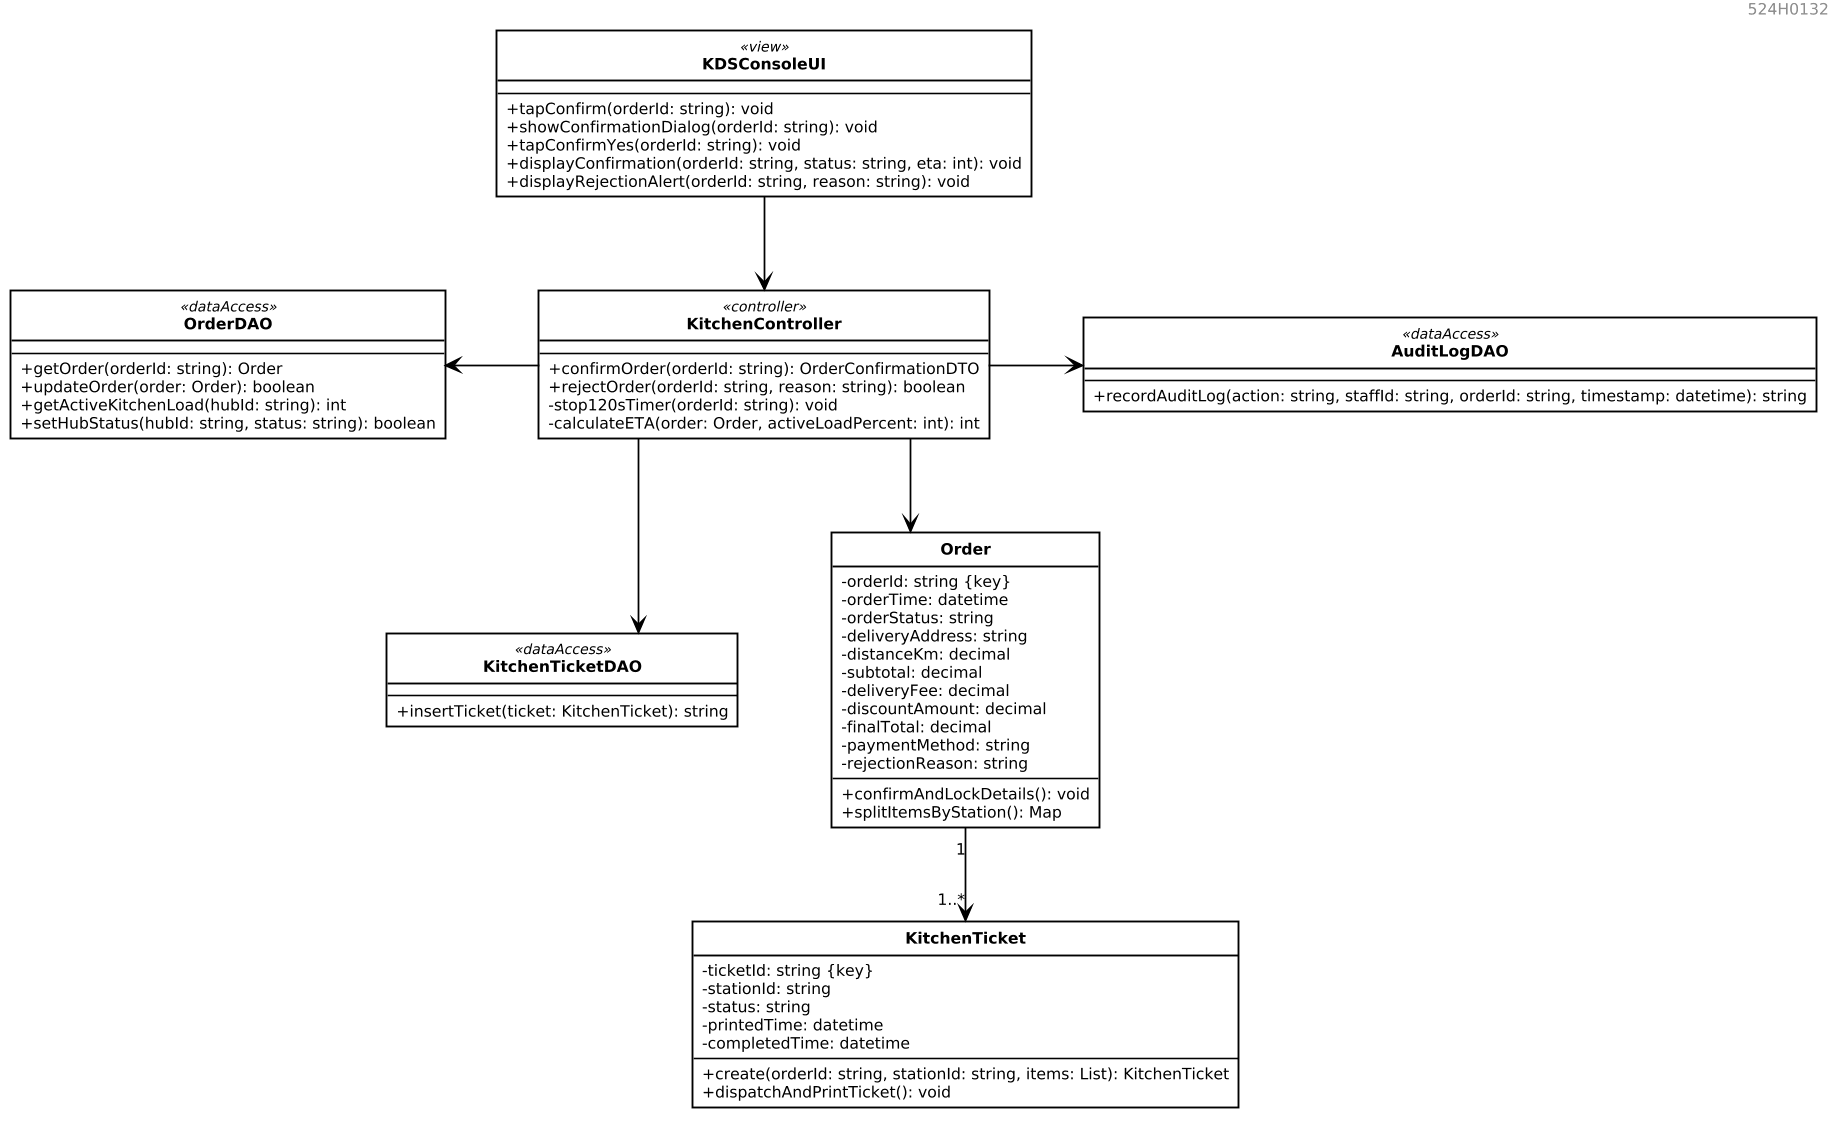 524H0132
«view»
KDSConsoleUI
+tapConfirm(orderId: string): void
+showConfirmationDialog(orderId: string): void
+tapConfirmYes(orderId: string): void
+displayConfirmation(orderId: string, status: string, eta: int): void
+displayRejectionAlert(orderId: string, reason: string): void
«dataAccess»
OrderDAO
+getOrder(orderId: string): Order
+updateOrder(order: Order): boolean
+getActiveKitchenLoad(hubId: string): int
+setHubStatus(hubId: string, status: string): boolean
«controller»
KitchenController
+confirmOrder(orderId: string): OrderConfirmationDTO
+rejectOrder(orderId: string, reason: string): boolean
-stop120sTimer(orderId: string): void
-calculateETA(order: Order, activeLoadPercent: int): int
«dataAccess»
AuditLogDAO
+recordAuditLog(action: string, staffId: string, orderId: string, timestamp: datetime): string
«dataAccess»
KitchenTicketDAO
+insertTicket(ticket: KitchenTicket): string
Order
-orderId: string {key}
-orderTime: datetime
-orderStatus: string
-deliveryAddress: string
-distanceKm: decimal
-subtotal: decimal
-deliveryFee: decimal
-discountAmount: decimal
-finalTotal: decimal
-paymentMethod: string
-rejectionReason: string
+confirmAndLockDetails(): void
+splitItemsByStation(): Map
1
1..*
KitchenTicket
-ticketId: string {key}
-stationId: string
-status: string
-printedTime: datetime
-completedTime: datetime
+create(orderId: string, stationId: string, items: List): KitchenTicket
+dispatchAndPrintTicket(): void